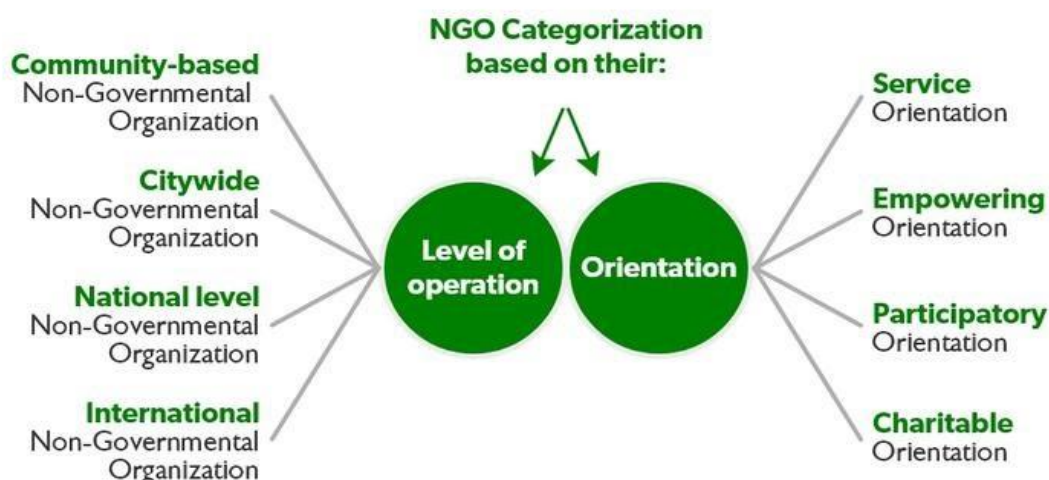 NGO Categorization
based on their:
Community-based
Non-Governmental
Organization
Citywide
Non-Governmental
Organization
National level
Non-Governmental
Organization
International
Non-Governmental
Organization
Level of
operation
Orientation
Service
Orientation
Empowering
Orientation
Participatory
Orientation
Charitable
Orientation